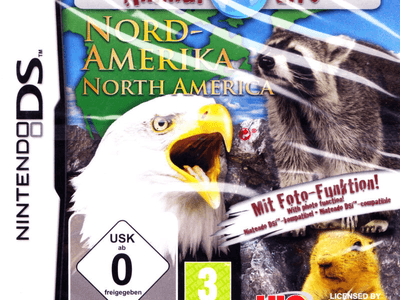 NINTENDO DS
NORD-
AMERIKA
NORTH AMERICA
Mit Foto-Funktion!
With photo function!
Nintendo DSi™-kompatibel • Nintendo DSi™-compatible
USK
ab
0
freigegeben
3
LICENSED BY